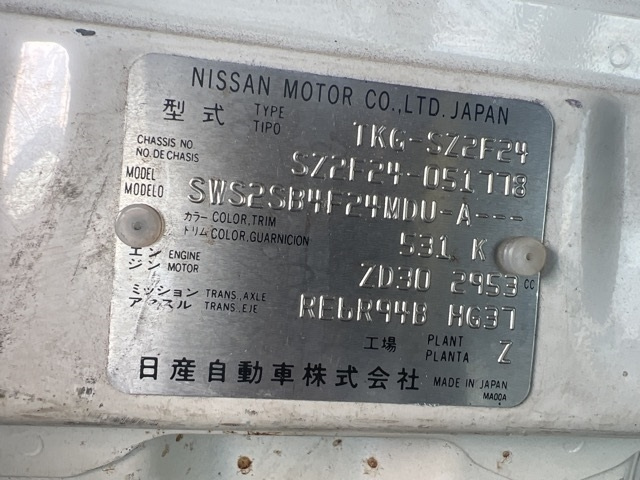 NISSAN MOTOR CO.,LTD. JAPAN
型式 TYPE TIPO TKG-SZ2F24
CHASSIS NO. NO. DE CHASIS SZ2F24-051778
MODEL MODELO SWS2SB4F24MDU-A---
カラー COLOR, TRIM トリム COLOR, GUARNICION 531 K
エンジン ENGINE MOTOR ZD30 2953 CC
ミッション TRANS., AXLE アクスル TRANS., EJE RE6R94B HG37
工場 PLANT PLANTA Z
日産自動車株式会社 MADE IN JAPAN
MA00A